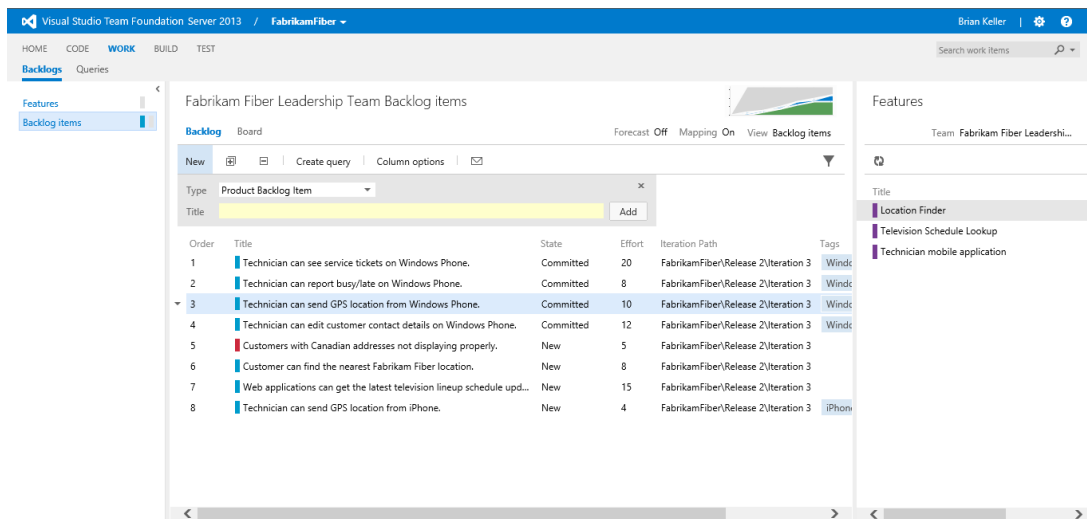 Visual Studio Team Foundation Server 2013 / FabrikamFiber
Brian Keller
HOME CODE WORK BUILD TEST
Search work items
Backlogs Queries
Features
Backlog items
Fabrikam Fiber Leadership Team Backlog items
Backlog Board
Forecast Off Mapping On View Backlog items
New Create query Column options
Type Product Backlog Item
Title
Add
Order Title State Effort Iteration Path Tags
1 Technician can see service tickets on Windows Phone. Committed 20 FabrikamFiber\Release 2\Iteration 3 Windo
2 Technician can report busy/late on Windows Phone. Committed 8 FabrikamFiber\Release 2\Iteration 3 Windo
3 Technician can send GPS location from Windows Phone. Committed 10 FabrikamFiber\Release 2\Iteration 3 Windo
4 Technician can edit customer contact details on Windows Phone. Committed 12 FabrikamFiber\Release 2\Iteration 3 Windo
5 Customers with Canadian addresses not displaying properly. New 5 FabrikamFiber\Release 2\Iteration 3
6 Customer can find the nearest Fabrikam Fiber location. New 8 FabrikamFiber\Release 2\Iteration 3
7 Web applications can get the latest television lineup schedule upd... New 15 FabrikamFiber\Release 2\Iteration 3
8 Technician can send GPS location from iPhone. New 4 FabrikamFiber\Release 2\Iteration 3 iPhon
Features
Team Fabrikam Fiber Leadershi...
Title
Location Finder
Television Schedule Lookup
Technician mobile application